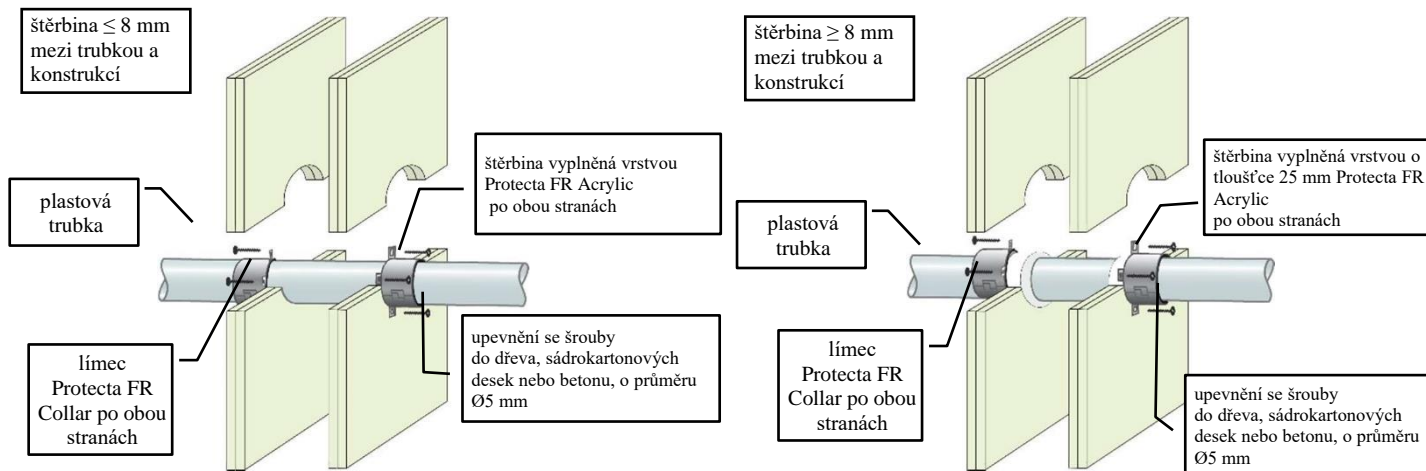 štěrbina ≤ 8 mm
mezi trubkou a
konstrukcí
štěrbina vyplněná vrstvou
Protecta FR Acrylic
po obou stranách
plastová
trubka
límec
Protecta FR
Collar po obou
stranách
upevnění se šrouby
do dřeva, sádrokartonových
desek nebo betonu, o průměru
Ø5 mm
štěrbina ≥ 8 mm
mezi trubkou a
konstrukcí
štěrbina vyplněná vrstvou o
tloušťce 25 mm Protecta FR
Acrylic
po obou stranách
plastová
trubka
límec
Protecta FR
Collar po obou
stranách
upevnění se šrouby
do dřeva, sádrokartonových
desek nebo betonu, o průměru
Ø5 mm